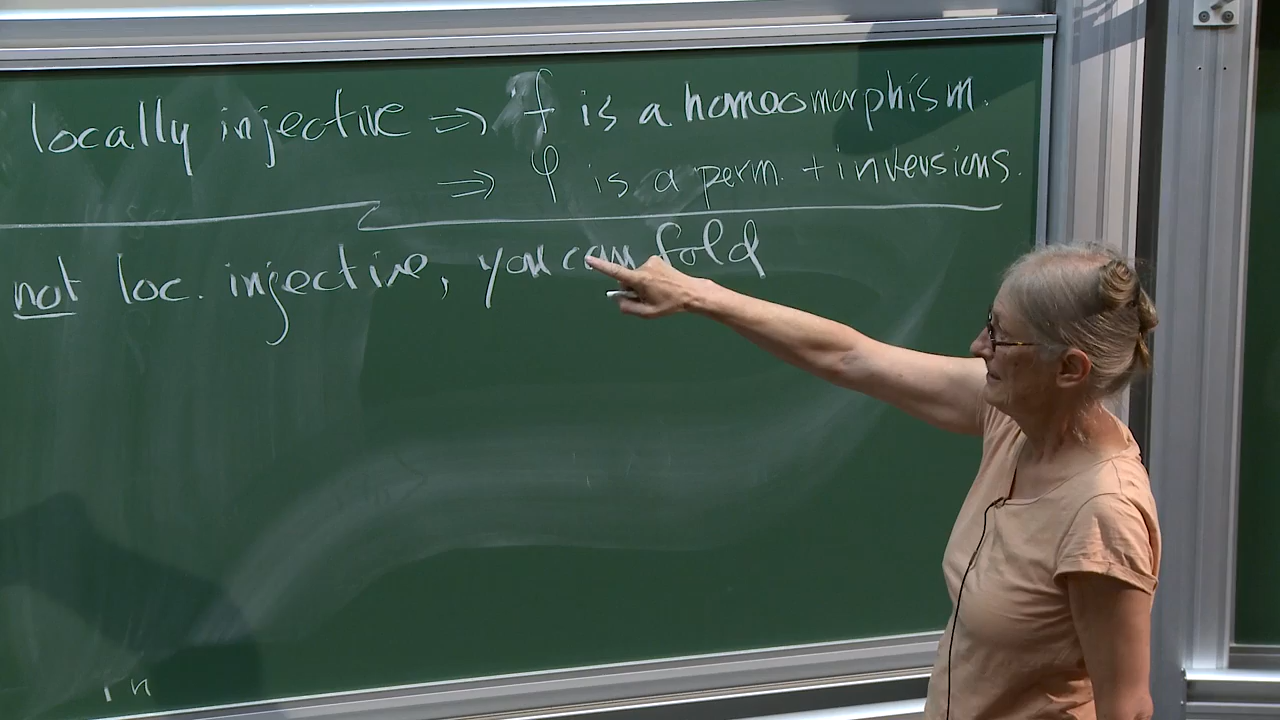 locally injective ⇒ f is a homeomorphism.
⇒ φ is a perm. + inversions.
not loc. injective, you can fold
n